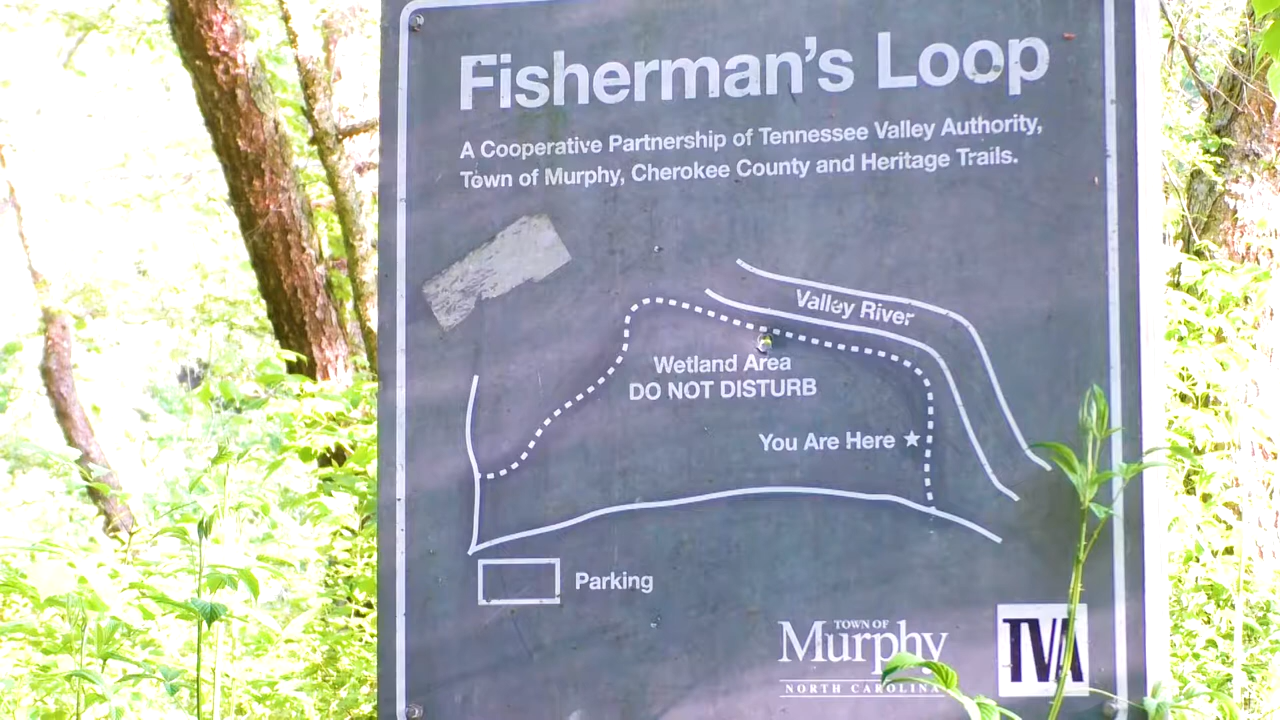 Fisherman's Loop
A Cooperative Partnership of Tennessee Valley Authority,
Town of Murphy, Cherokee County and Heritage Trails.
Valley River
Wetland Area
DO NOT DISTURB
You Are Here
Parking
TOWN OF
Murphy
NORTH CAROLINA
TVA